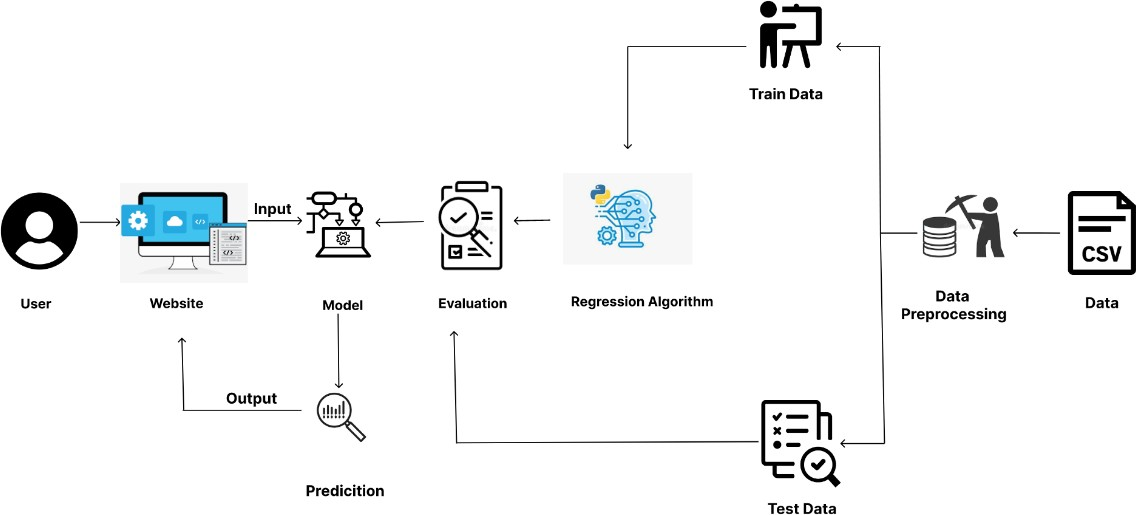 Train Data
Input
CSV
User
Website
Model
Evaluation
Regression Algorithm
Data
Preprocessing
Data
Output
Predicition
Test Data